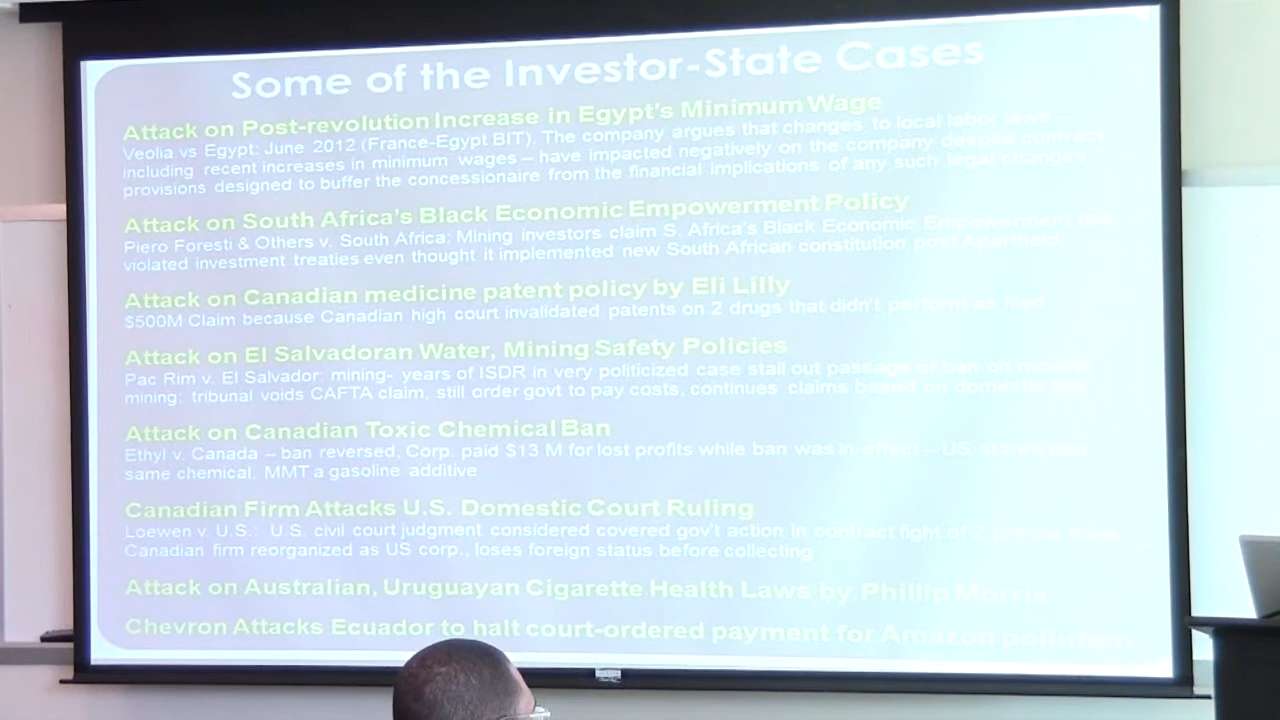 Some of the Investor-State Cases
Attack on Post-revolution Increase in Egypt's Minimum Wage
Veolia vs Egypt: June 2012 (France-Egypt BIT). The company argues that changes to local labor laws –
including recent increases in minimum wages – have impacted negatively on the company despite contract
provisions designed to buffer the concessionaire from the financial implications of any such legal changes
Attack on South Africa's Black Economic Empowerment Policy
Piero Foresti & Others v. South Africa: Mining investors claim S. Africa's Black Economic Empowerment law
violated investment treaties even thought it implemented new South African constitution post Apartheid
Attack on Canadian medicine patent policy by Eli Lilly
$500M Claim because Canadian high court invalidated patents on 2 drugs that didn't perform as filed
Attack on El Salvadoran Water, Mining Safety Policies
Pac Rim v. El Salvador: mining- years of ISDR in very politicized case stall out passage of ban on
mining; tribunal voids CAFTA claim, still order govt to pay costs, continues claims based on domestic
Attack on Canadian Toxic Chemical Ban
Ethyl v. Canada – ban reversed, Corp. paid $13 M for lost profits while ban was in effect – US states
same chemical, MMT a gasoline additive
Canadian Firm Attacks U.S. Domestic Court Ruling
Loewen v. U.S.: U.S. civil court judgment considered covered gov't action in contract fight of 2 private
Canadian firm reorganized as US corp., loses foreign status before collecting
Attack on Australian, Uruguayan Cigarette Health Laws by Phillip Morris
Chevron Attacks Ecuador to halt court-ordered payment for Amazon pollution